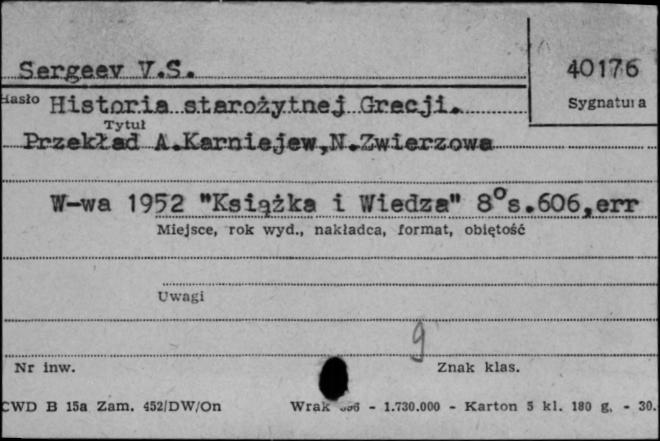 Sergeev V.S.
40176
Hasło Historia starożytnej Grecji.
Sygnatura
Tytuł
Przekład A.Karniejew,N.Zwierzowa
W-wa 1952 "Książka i Wiedza" 8° s.606,err
Miejsce, rok wyd., nakładca, format, objętość
Uwagi
9
Nr inw.
Znak klas.
CWD B 15a Zam. 452/DW/On
Wrak - 1.730.000 - Karton 5 kl. 180 g, - 30.